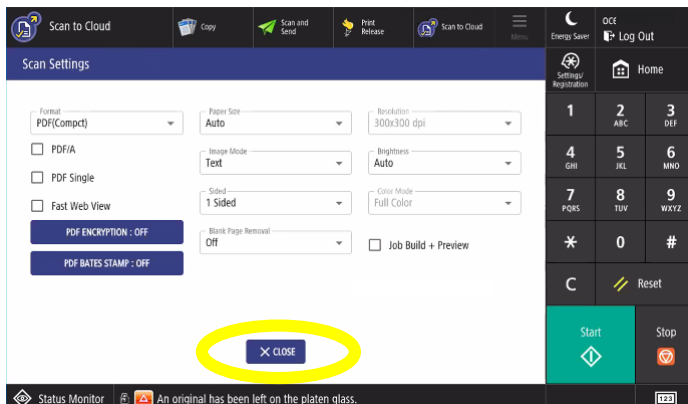 Scan to Cloud
Copy
Scan and
Send
Print
Release
Scan to Cloud
Menu
Energy Saver
OCE
Log Out
Scan Settings
Settings/
Registration
Home
Format
PDF(Compct)
Paper Size
Auto
Resolution
300x300 dpi
PDF/A
Image Mode
Text
Brightness
Auto
PDF Single
Sided
1 Sided
Color Mode
Full Color
Fast Web View
PDF ENCRYPTION : OFF
Blank Page Removal
Off
Job Build + Preview
PDF BATES STAMP : OFF
CLOSE
1
2
ABC
3
DEF
4
GHI
5
JKL
6
MNO
7
PQRS
8
TUV
9
WXYZ
*
0
#
C
Reset
Start
Stop
Status Monitor
An original has been left on the platen glass.
123